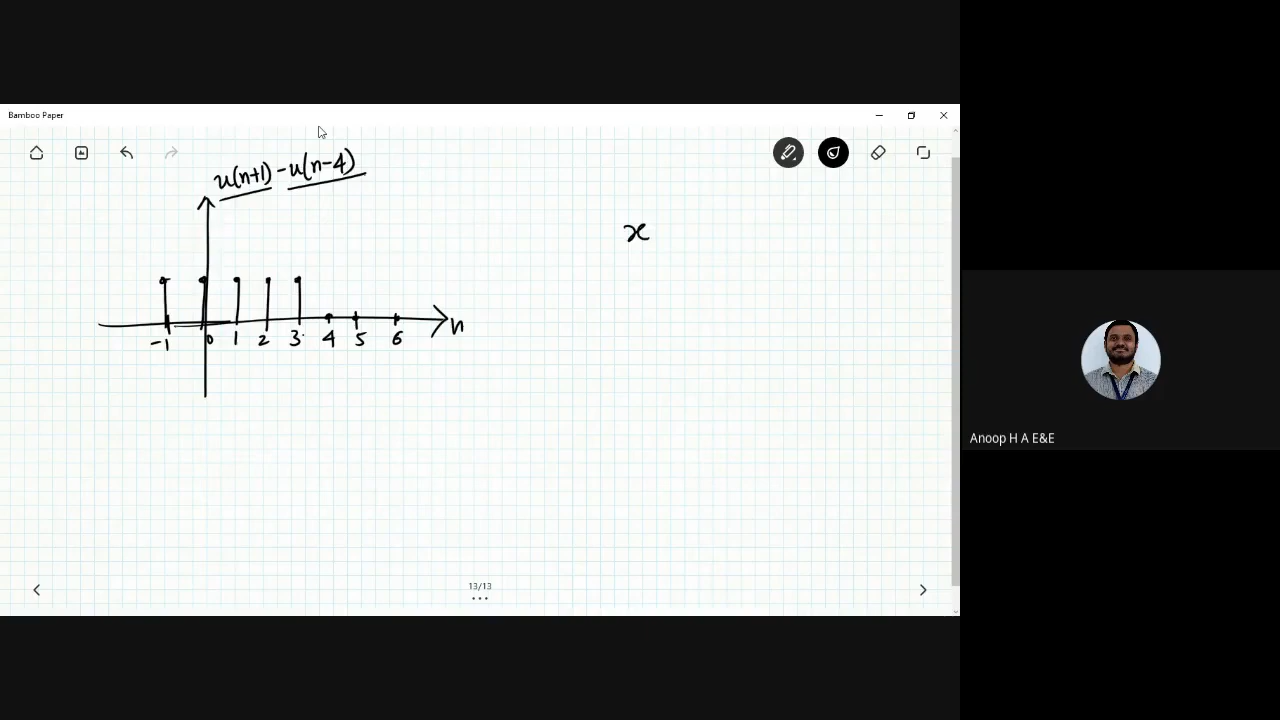 Bamboo Paper
u(n+1) - u(n-4)
x
-1 0 1 2 3 4 5 6 n
Anoop H A E&E
13/13